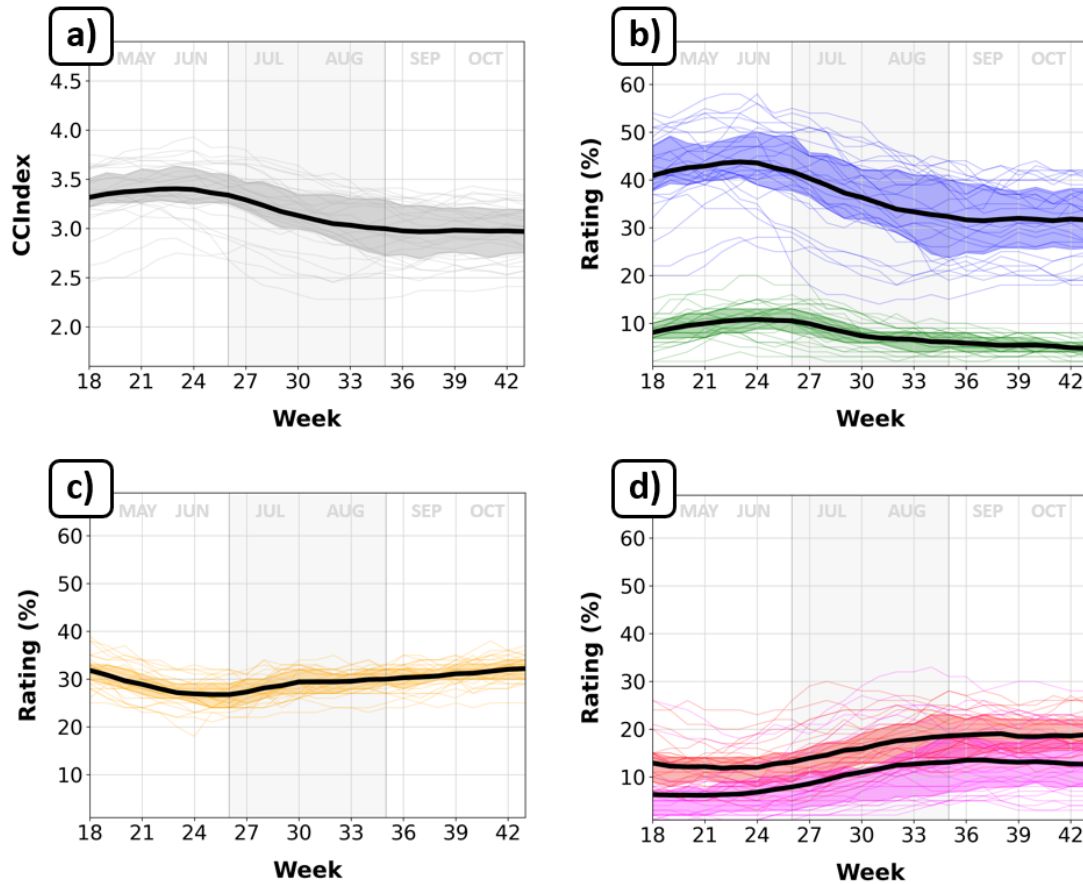 a)
MAY JUN JUL AUG SEP OCT
4.5
4.0
3.5
3.0
2.5
2.0
CCIndex
18 21 24 27 30 33 36 39 42
Week
b)
MAY JUN JUL AUG SEP OCT
60
50
40
30
20
10
Rating (%)
18 21 24 27 30 33 36 39 42
Week
c)
MAY JUN JUL AUG SEP OCT
60
50
40
30
20
10
Rating (%)
18 21 24 27 30 33 36 39 42
Week
d)
MAY JUN JUL AUG SEP OCT
60
50
40
30
20
10
Rating (%)
18 21 24 27 30 33 36 39 42
Week